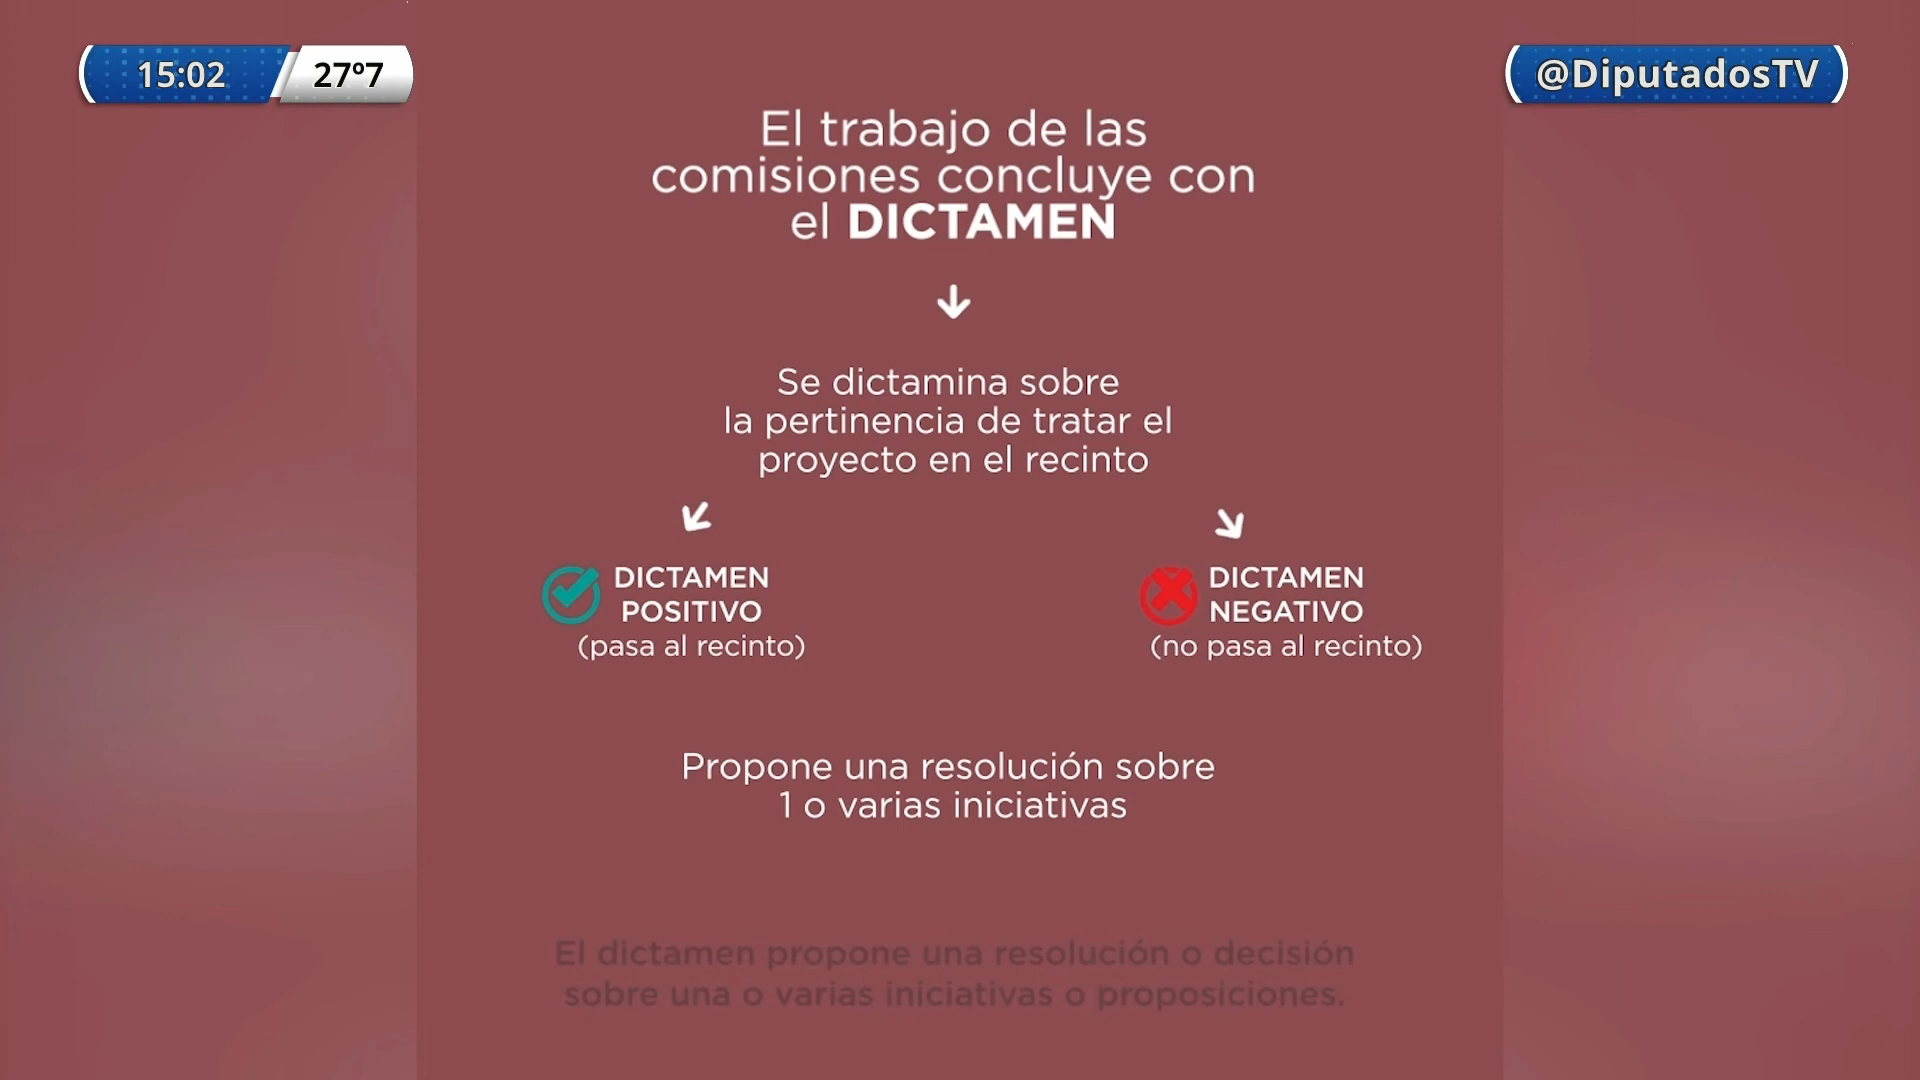 15:02
27º7
@DiputadosTV
El trabajo de las
comisiones concluye con
el DICTAMEN
Se dictamina sobre
la pertinencia de tratar el
proyecto en el recinto
DICTAMEN
POSITIVO
(pasa al recinto)
DICTAMEN
NEGATIVO
(no pasa al recinto)
Propone una resolución sobre
1 o varias iniciativas
El dictamen propone una resolución o decisión
sobre una o varias iniciativas o proposiciones.